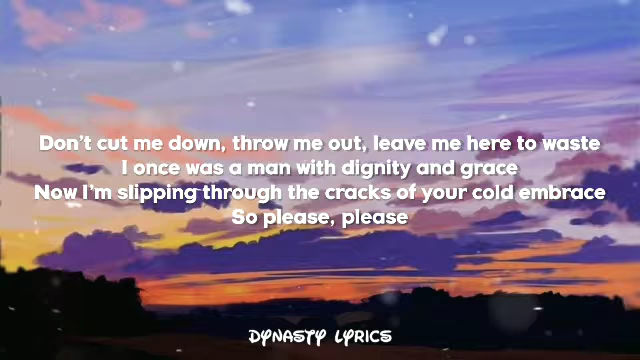 Don't cut me down, throw me out, leave me here to waste
I once was a man with dignity and grace
Now I'm slipping through the cracks of your cold embrace
So please, please
DYNASTY LYRICS